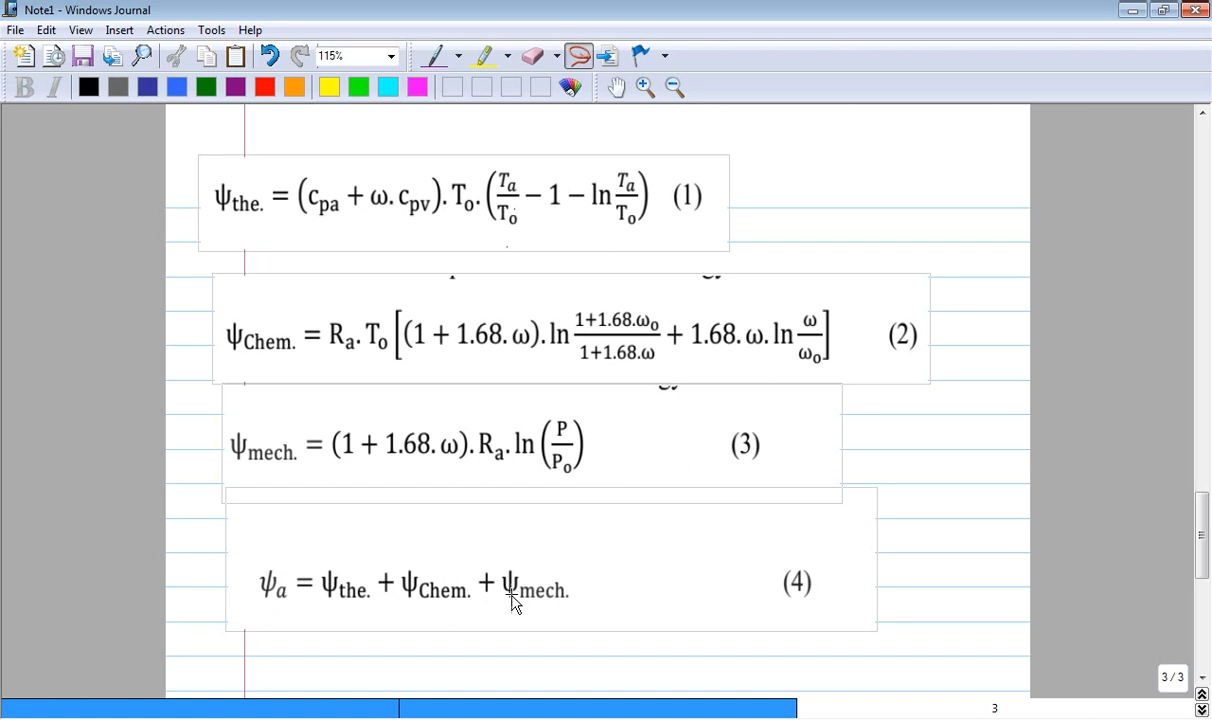 Note1 - Windows Journal
File Edit View Insert Actions Tools Help
115%
B I
ψthe. = (cpa + ω. cpv). To. (Ta/To − 1 − ln Ta/To) (1)
ψChem. = Ra. To [(1 + 1.68. ω). ln 1+1.68.ωo/1+1.68.ω + 1.68. ω. ln ω/ωo] (2)
ψmech. = (1 + 1.68. ω). Ra. ln (P/Po) (3)
ψa = ψthe. + ψChem. + ψmech. (4)
3 / 3
3